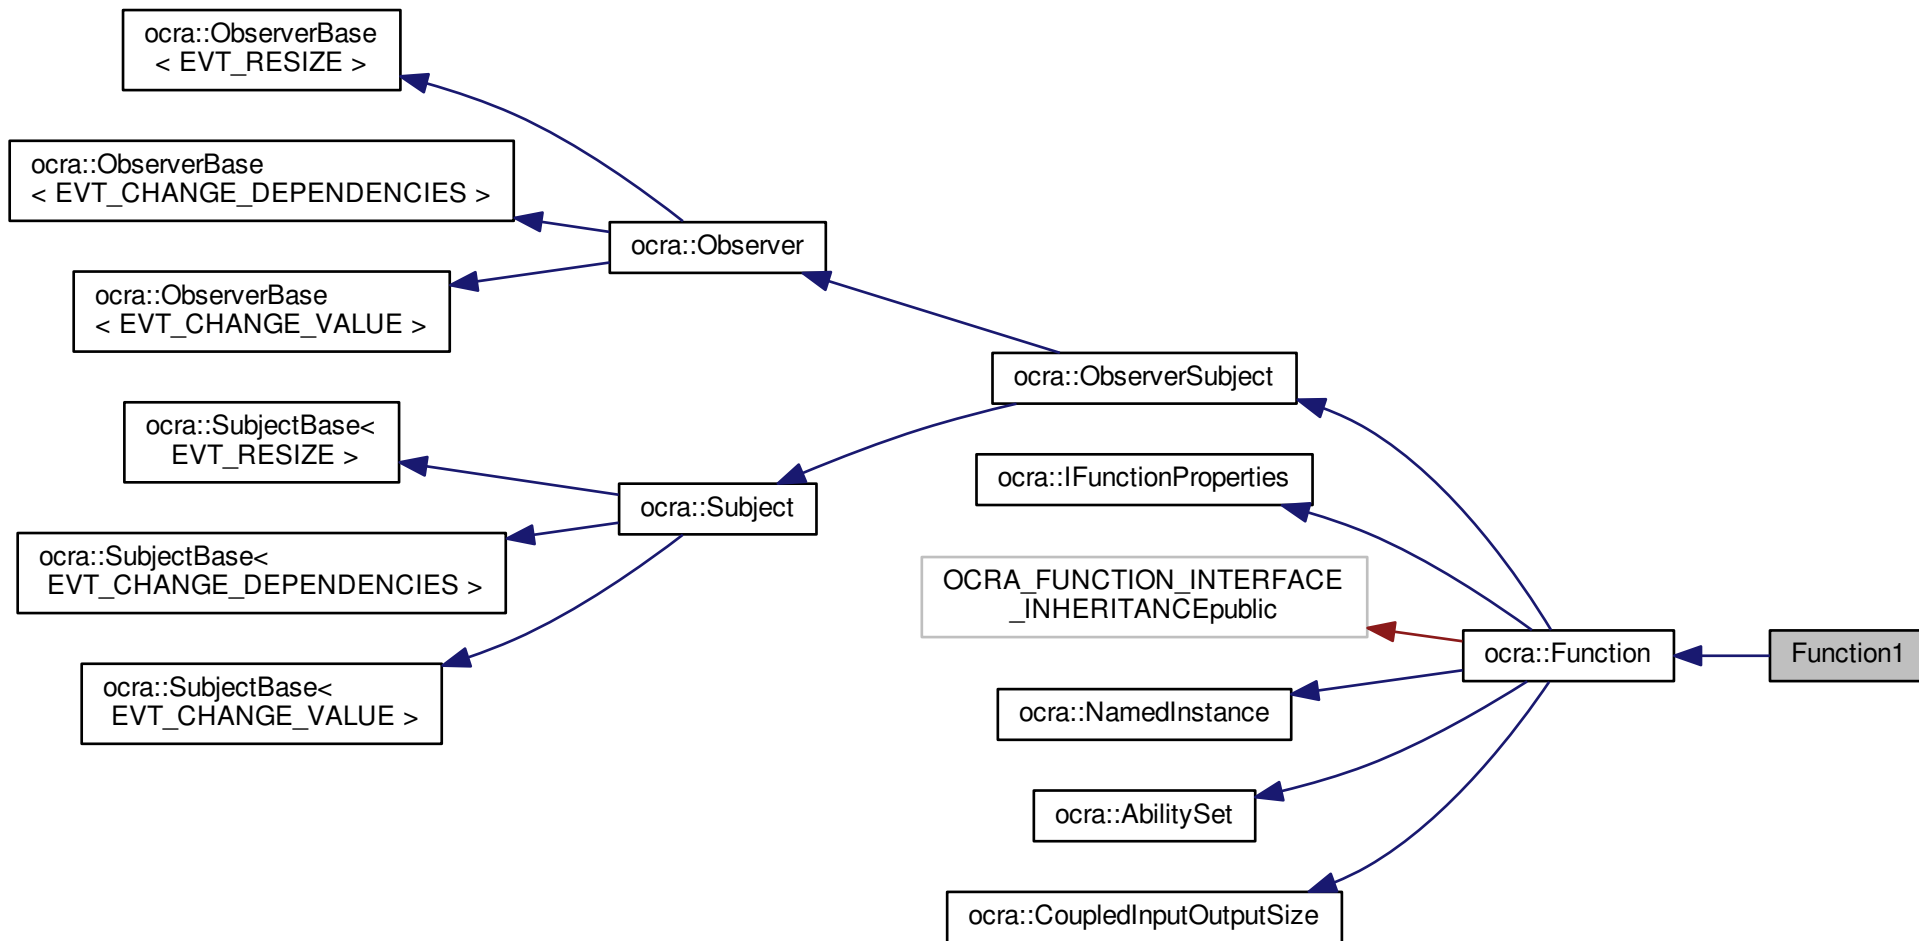 ocra::ObserverBase
< EVT_RESIZE >
ocra::ObserverBase
< EVT_CHANGE_DEPENDENCIES >
ocra::Observer
ocra::ObserverBase
< EVT_CHANGE_VALUE >
ocra::ObserverSubject
ocra::SubjectBase<
EVT_RESIZE >
ocra::IFunctionProperties
ocra::Subject
ocra::SubjectBase<
EVT_CHANGE_DEPENDENCIES >
OCRA_FUNCTION_INTERFACE
_INHERITANCEpublic
ocra::Function
Function1
ocra::SubjectBase<
EVT_CHANGE_VALUE >
ocra::NamedInstance
ocra::AbilitySet
ocra::CoupledInputOutputSize